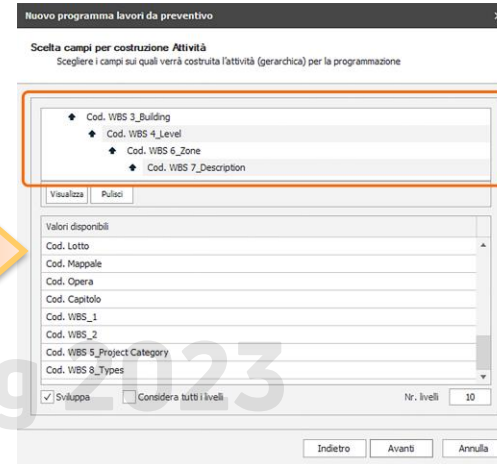 Nuovo programma lavori da preventivo
Scelta campi per costruzione Attività
Scegliere i campi sui quali verrà costruita l'attività (gerarchica) per la programmazione
Cod. WBS 3_Building
Cod. WBS 4_Level
Cod. WBS 6_Zone
Cod. WBS 7_Description
Visualizza Pulisci
Valori disponibili
Cod. Lotto
Cod. Mappale
Cod. Opera
Cod. Capitolo
Cod. WBS_1
Cod. WBS_2
Cod. WBS 5_Project Category
Cod. WBS 8_Types
g 2023
Sviluppa Considera tutti i livelli Nr. livelli 10
Indietro Avanti Annulla